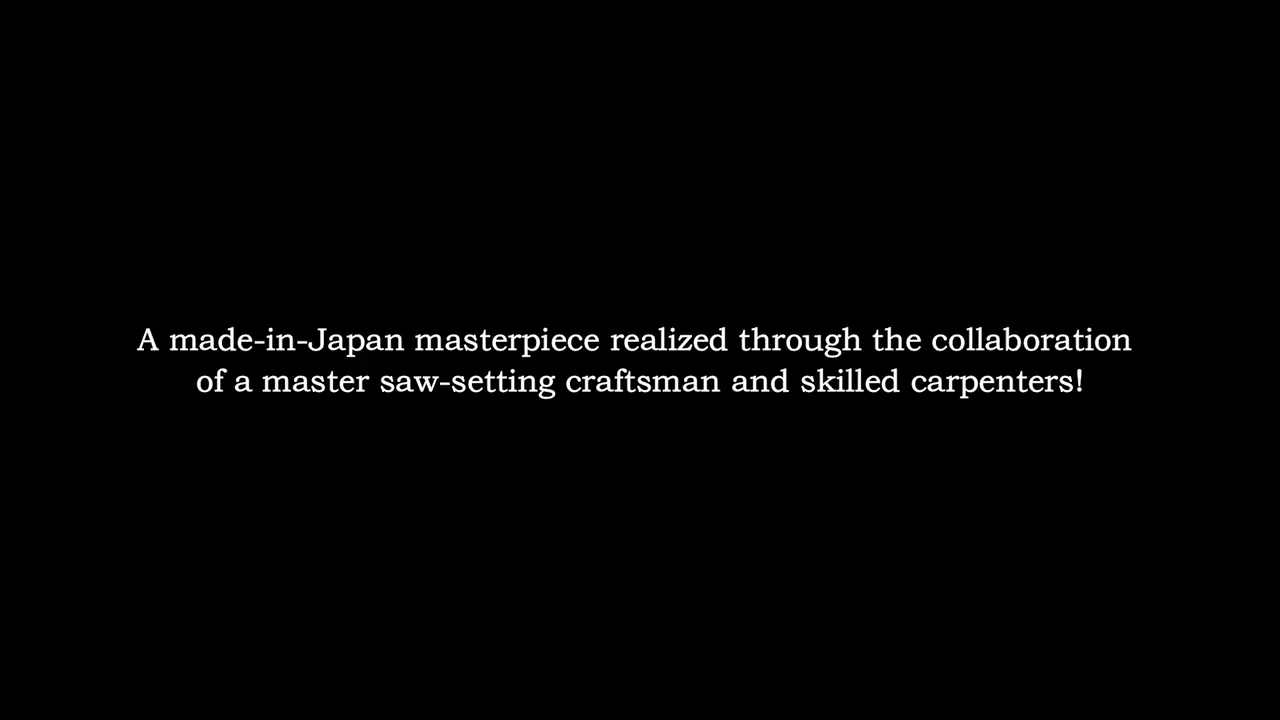 A made-in-Japan masterpiece realized through the collaboration
of a master saw-setting craftsman and skilled carpenters!